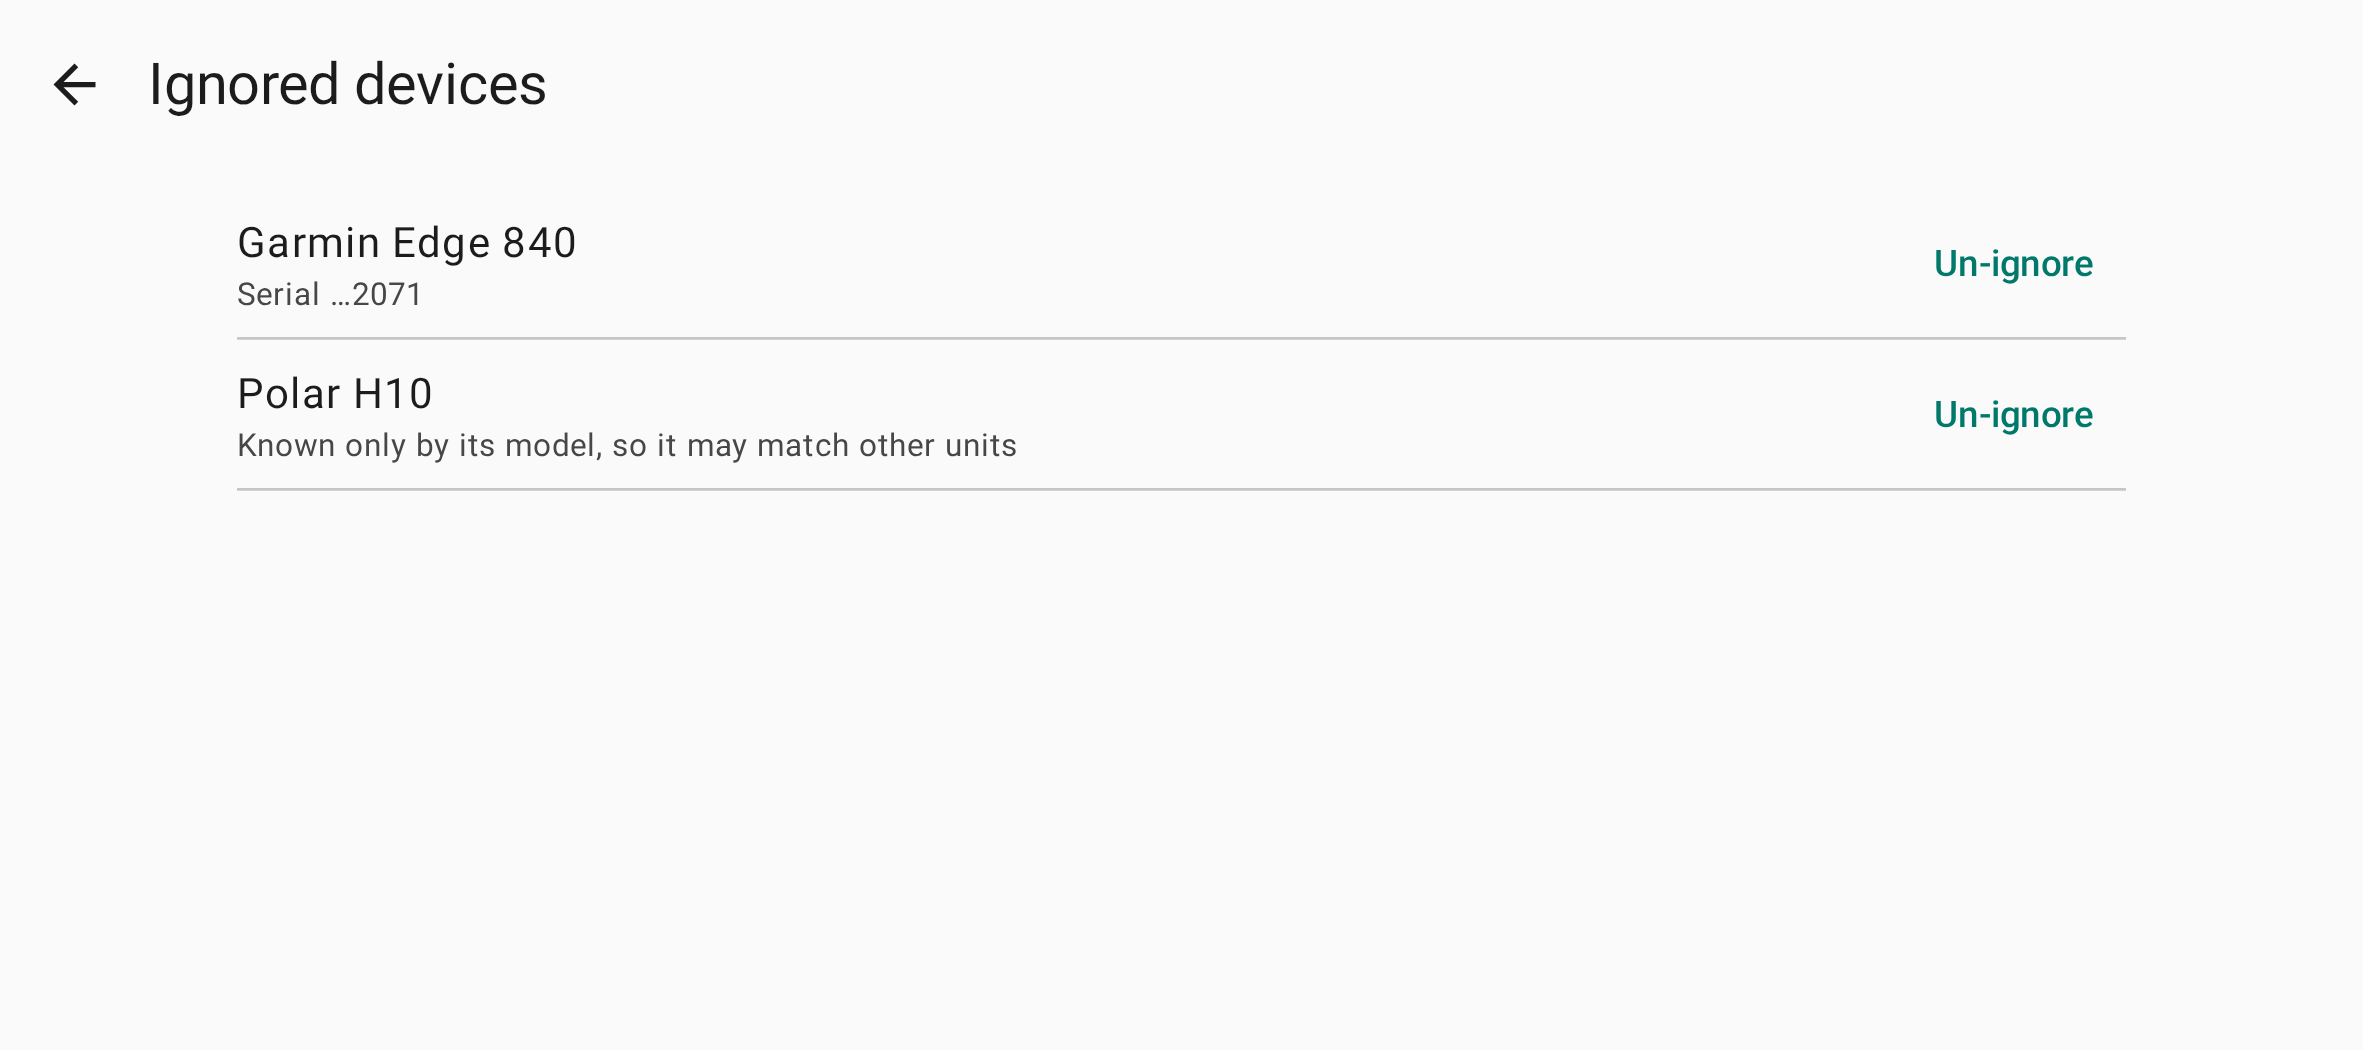 Ignored devices
Garmin Edge 840
Serial …2071
Un-ignore
Polar H10
Known only by its model, so it may match other units
Un-ignore